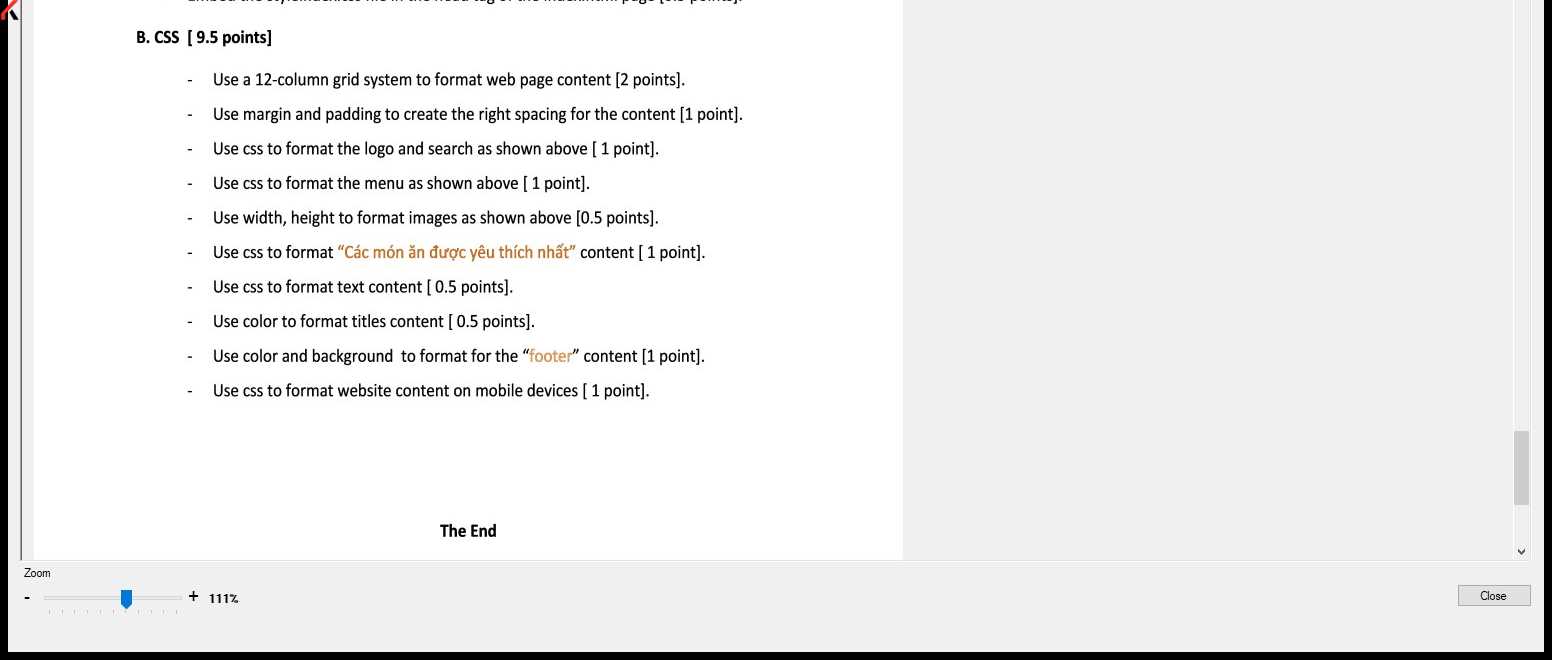 B. CSS [ 9.5 points]
- Use a 12-column grid system to format web page content [2 points].
- Use margin and padding to create the right spacing for the content [1 point].
- Use css to format the logo and search as shown above [ 1 point].
- Use css to format the menu as shown above [ 1 point].
- Use width, height to format images as shown above [0.5 points].
- Use css to format “Các món ăn được yêu thích nhất” content [ 1 point].
- Use css to format text content [ 0.5 points].
- Use color to format titles content [ 0.5 points].
- Use color and background  to format for the “footer” content [1 point].
- Use css to format website content on mobile devices [ 1 point].
The End
Zoom
- + 111%
Close